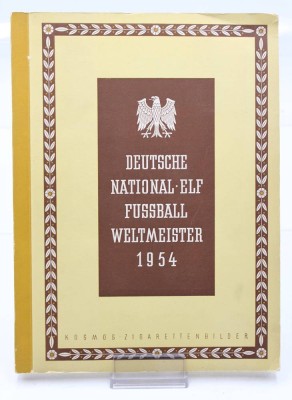 DEUTSCHE
NATIONAL-ELF
FUSSBALL
WELTMEISTER
1954
KOSMOS-ZIGARETTENBILDER